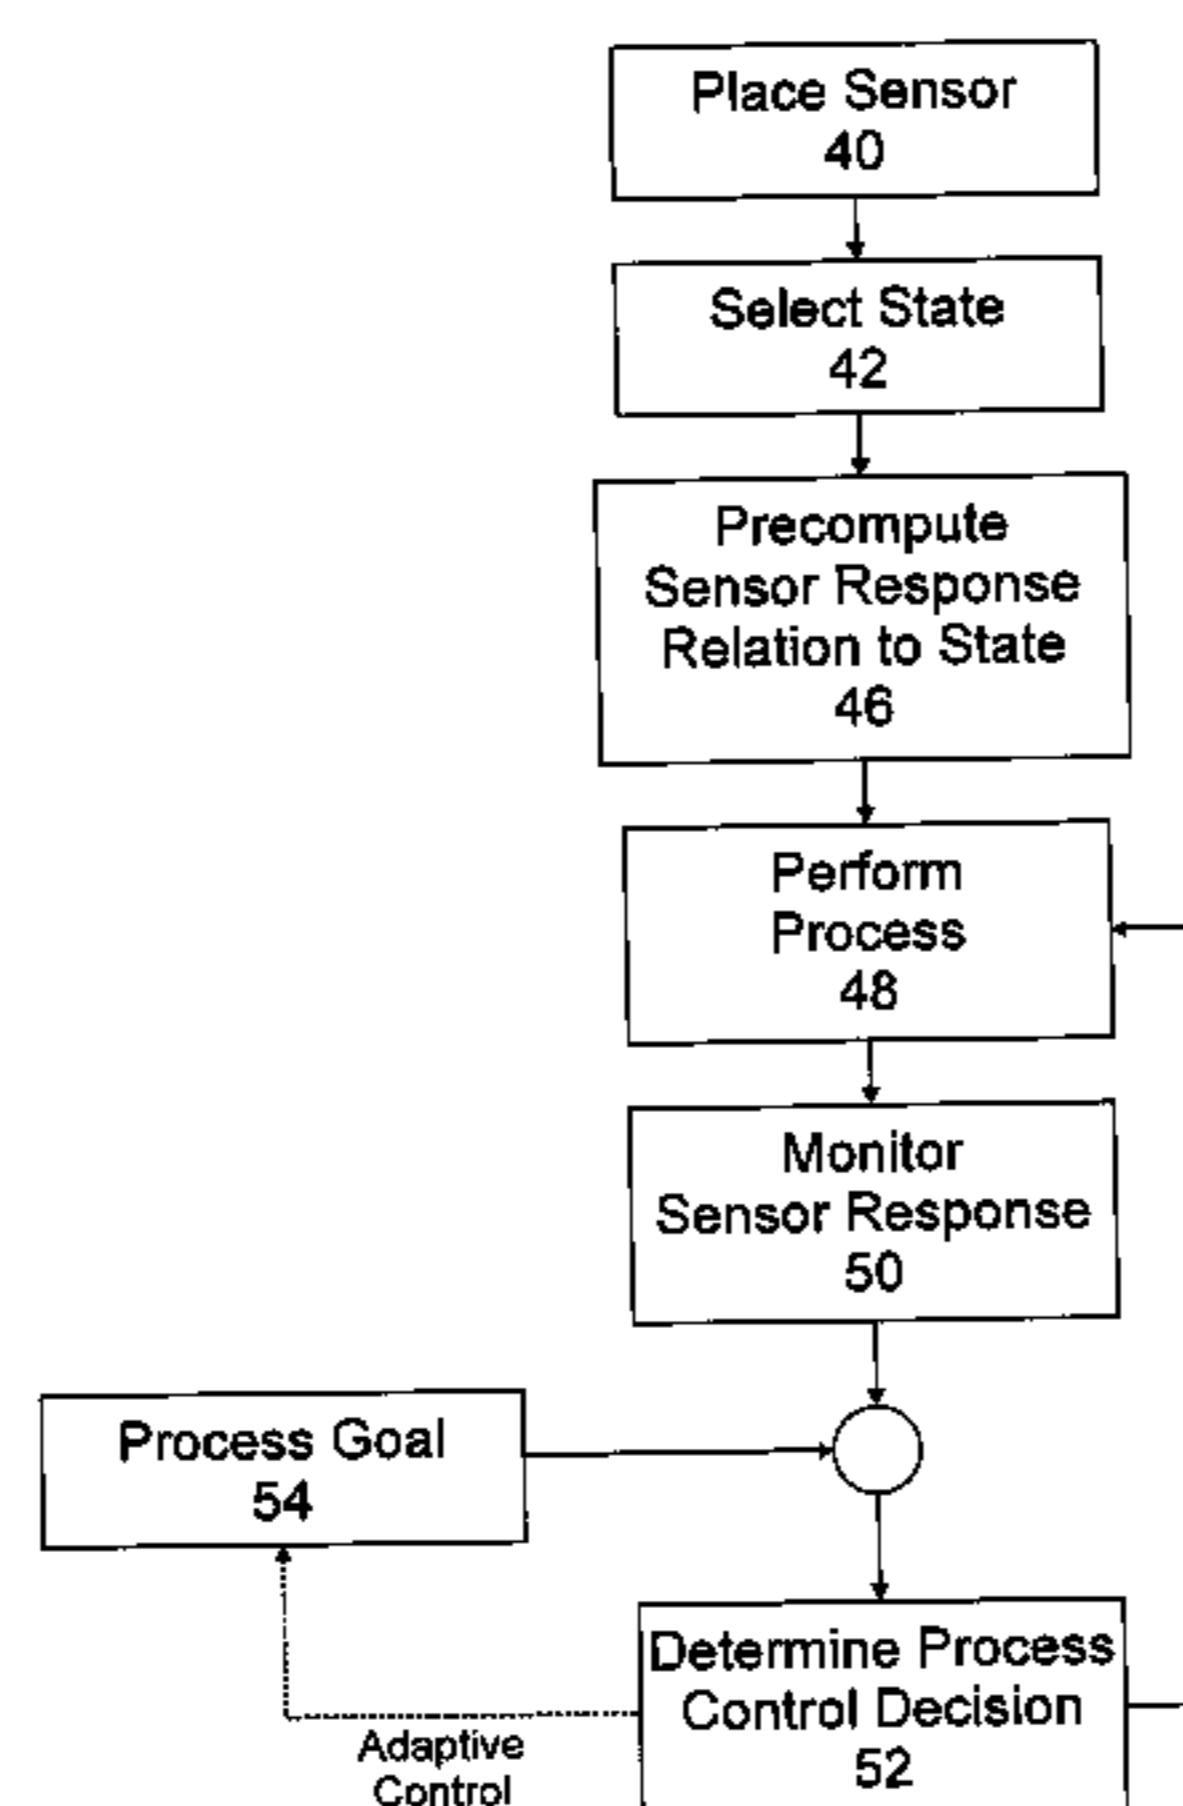 Place Sensor
40
Select State
42
Precompute
Sensor Response
Relation to State
46
Perform
Process
48
Monitor
Sensor Response
50
Process Goal
54
Determine Process
Control Decision
52
Adaptive
Control